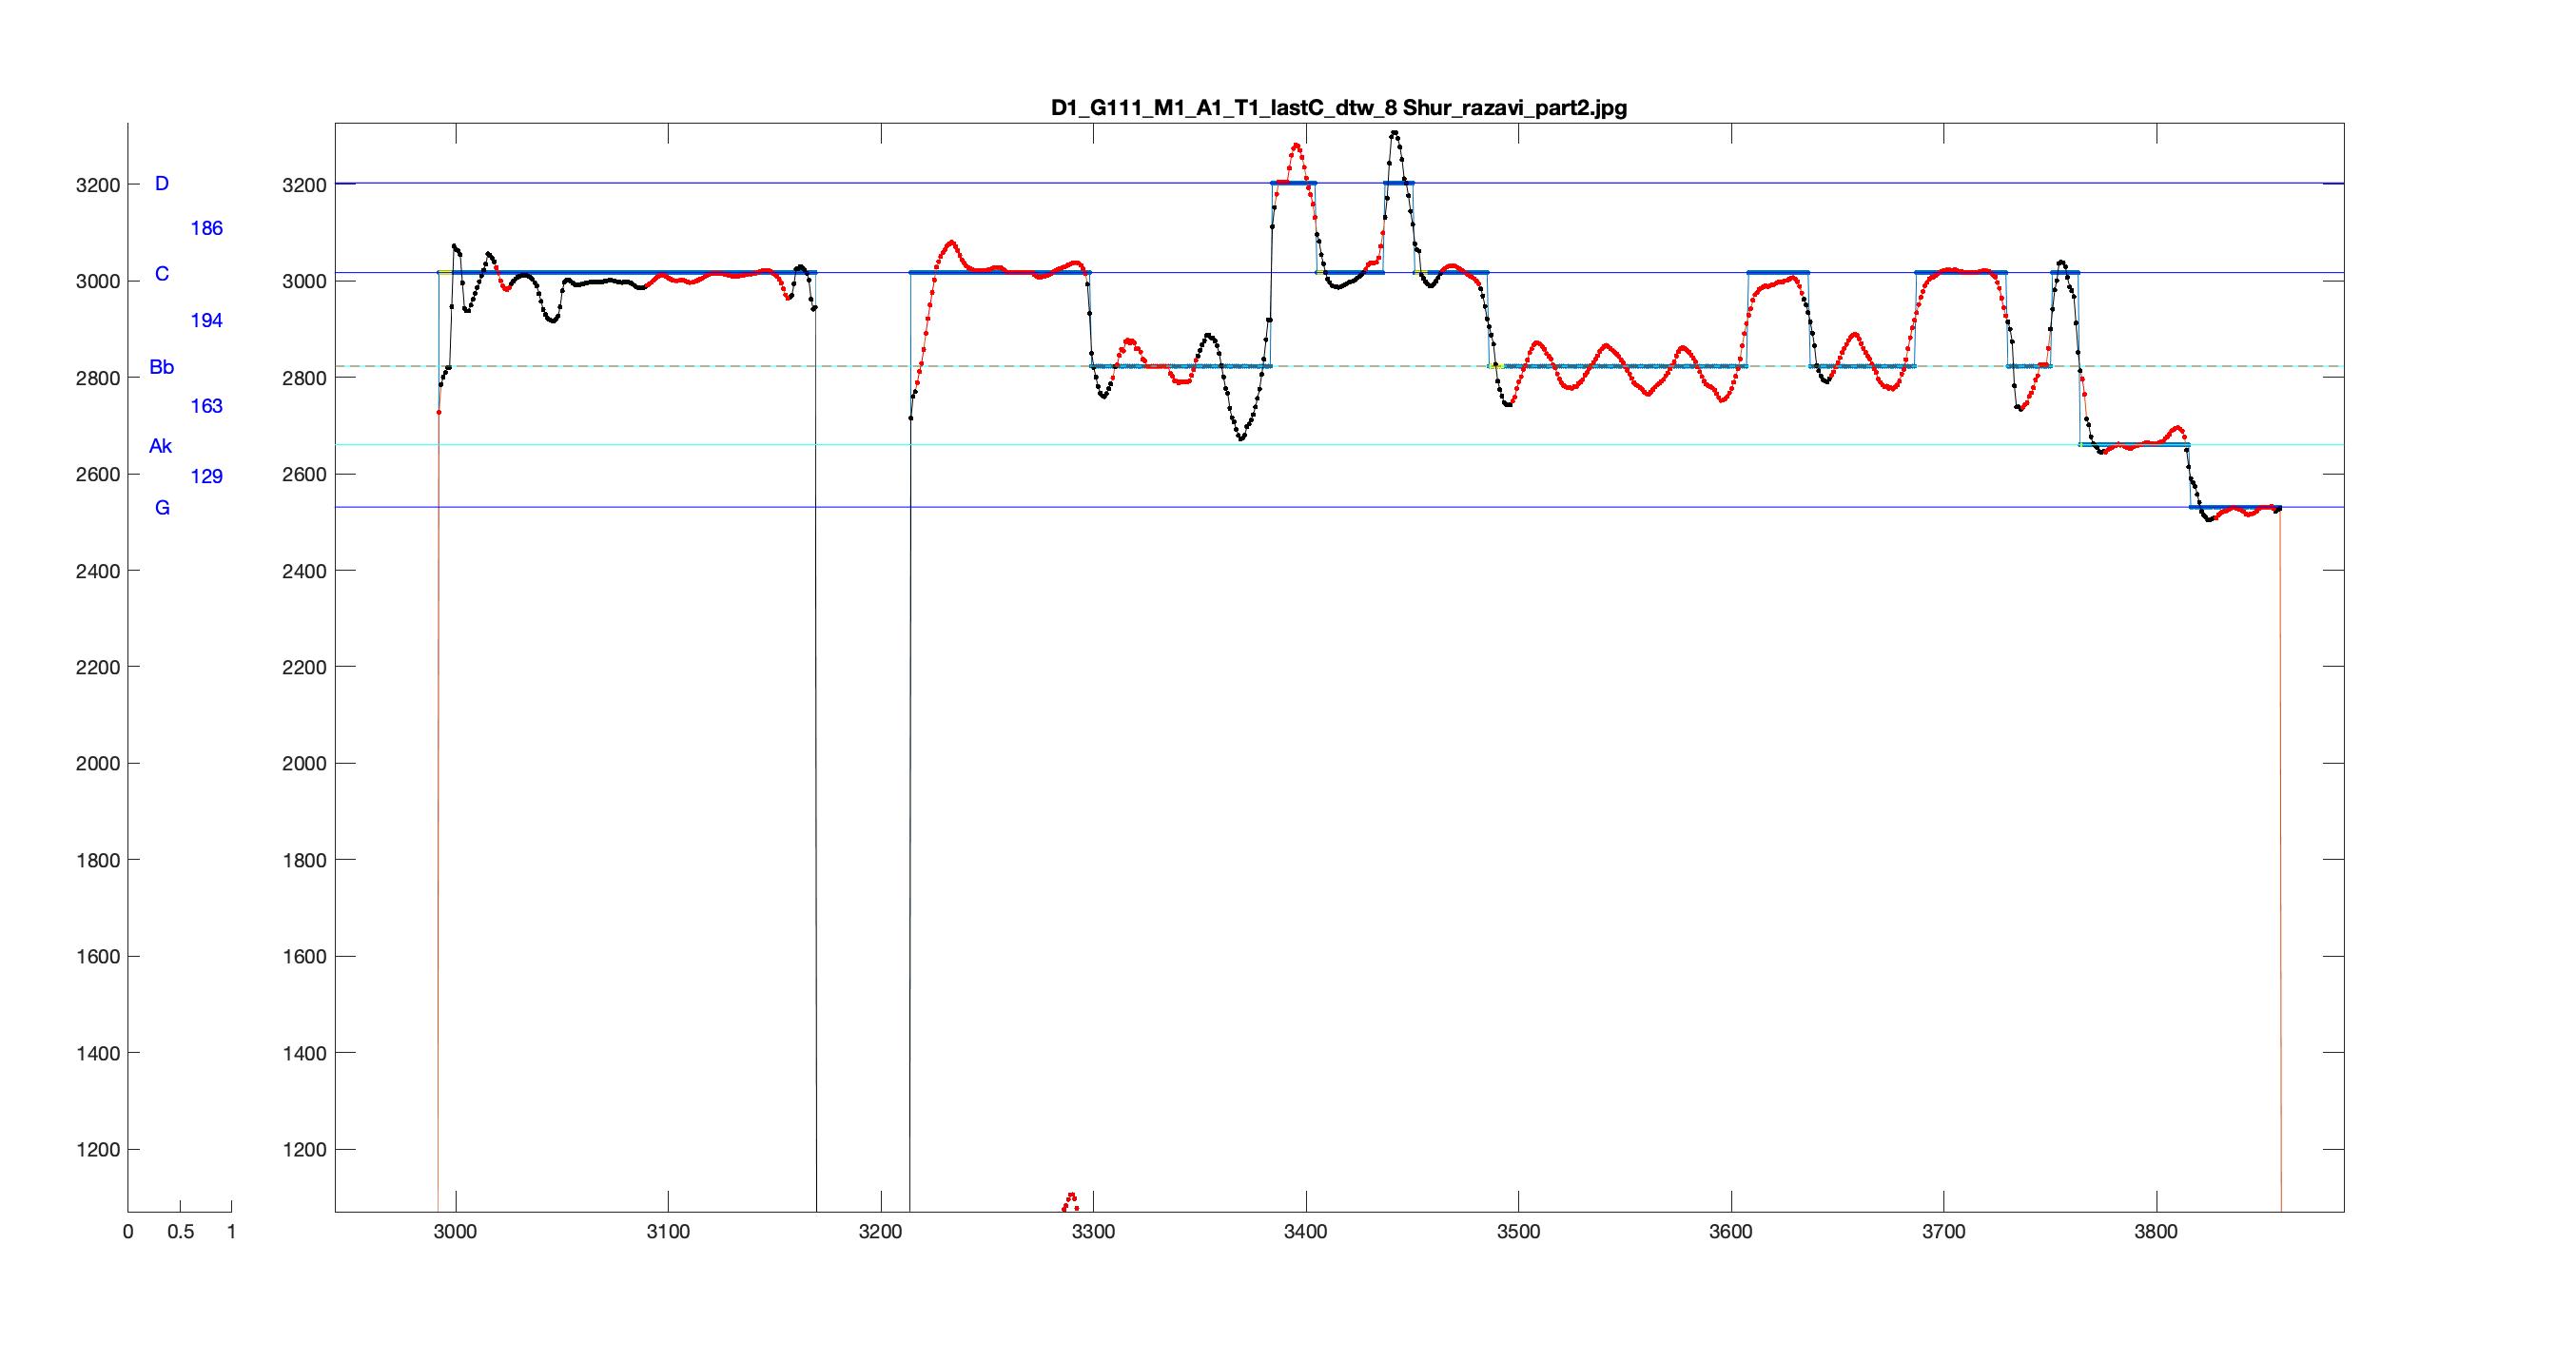 D1_G111_M1_A1_T1_lastC_dtw_8 Shur_razavi_part2.jpg
3200 D 3200
186
3000 C 3000
194
2800 Bb 2800
163
Ak
2600 129 2600
G
2400 2400
2200 2200
2000 2000
1800 1800
1600 1600
1400 1400
1200 1200
0 0.5 1 3000 3100 3200 3300 3400 3500 3600 3700 3800